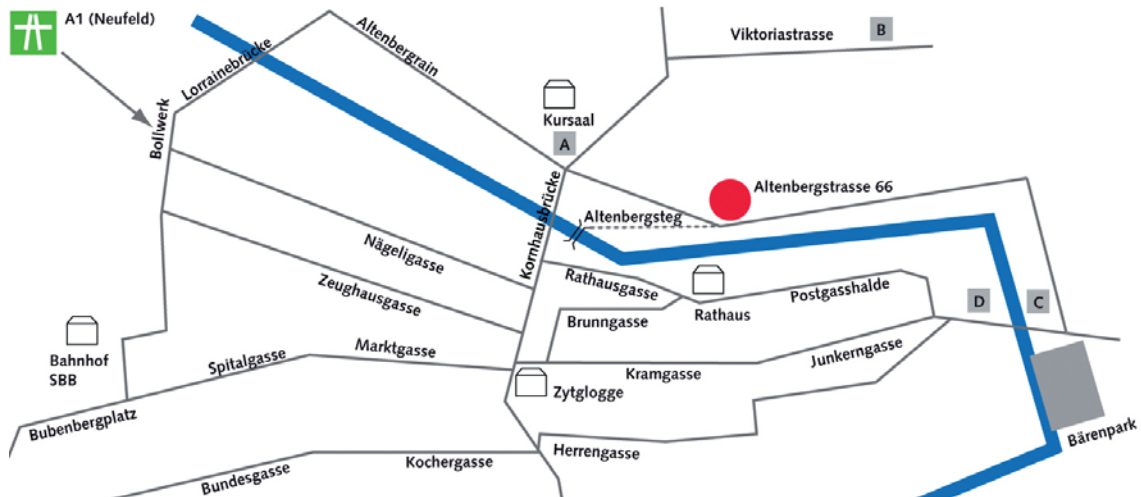 A1 (Neufeld)
Lorrainebrücke
Altenbergrain
Viktoriastrasse
B
Bollwerk
Kursaal
A
Kornhausbrücke
Altenbergstrasse 66
Altenbergsteg
Nägeligasse
Zeughausgasse
Rathausgasse
Brunngasse
Rathaus
Postgasshalde
D
C
Bahnhof
SBB
Spitalgasse
Marktgasse
Kramgasse
Junkerngasse
Zytglogge
Bubenbergplatz
Bärenpark
Herrengasse
Kochergasse
Bundesgasse